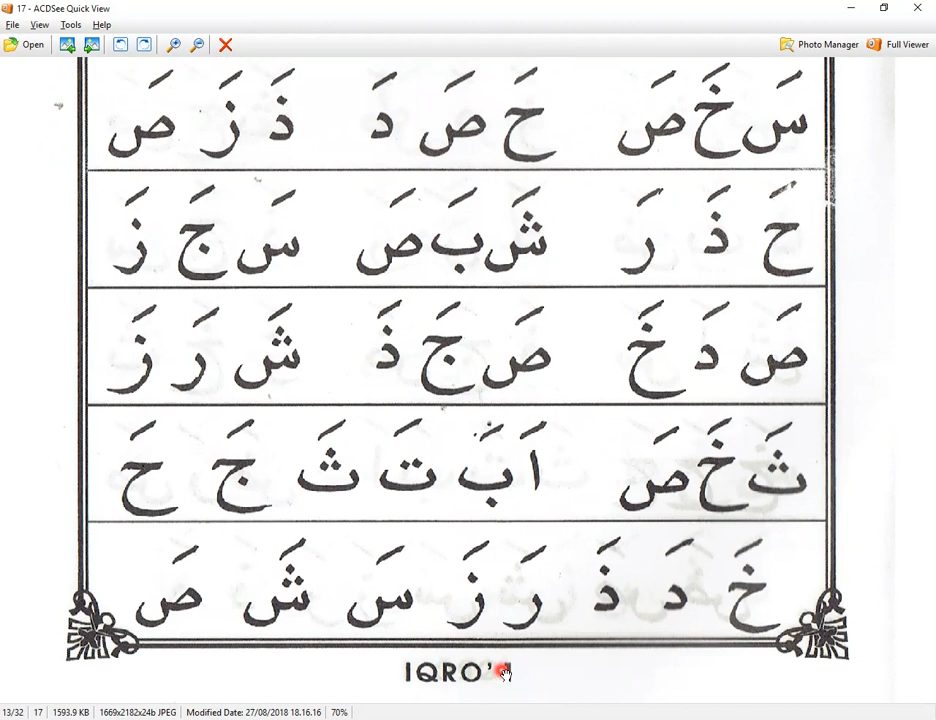 17 - ACDSee Quick View
File View Tools Help
Open Photo Manager Full Viewer
سَ خَ صَ حَ صَ دَ ذَ زَ صَ
حَ ذَ رَ شَ بَ صَ سَ جَ زَ
صَ دَ خَ صَ جَ ذَ شَ رَ زَ
ثَ خَ صَ اَ بَ تَ ثَ جَ حَ
خَ دَ ذَ رَ زَ سَ شَ صَ
IQRO'
13/32 17 1593.9 KB 1669x2182x24b JPEG Modified Date: 27/08/2018 18.16.16 70%